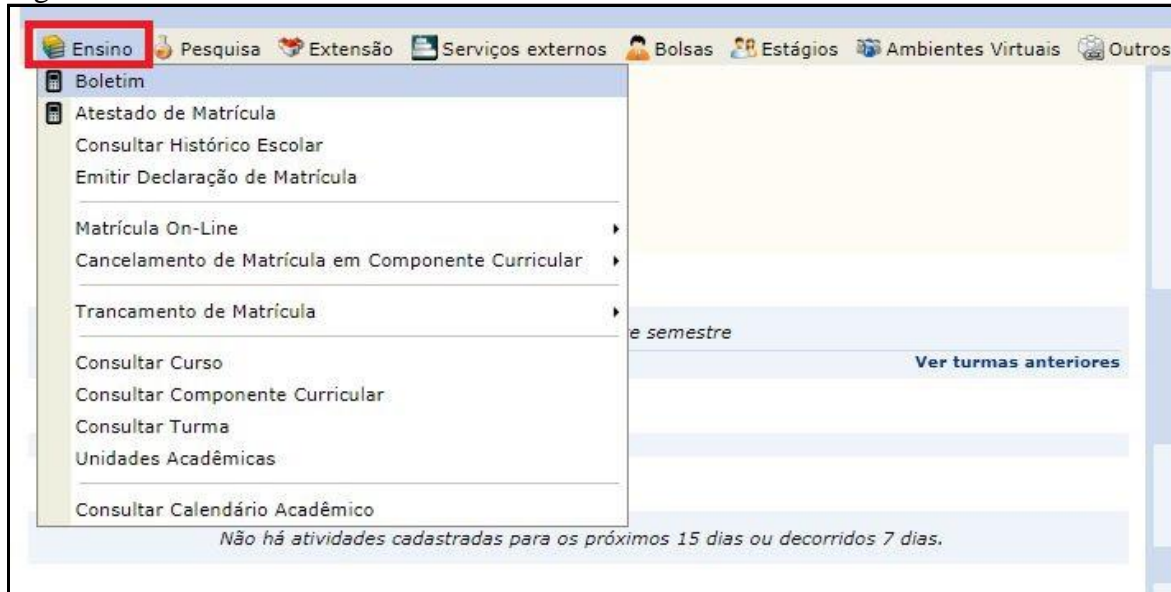 Ensino Pesquisa Extensão Serviços externos Bolsas Estágios Ambientes Virtuais Outros
Boletim
Atestado de Matrícula
Consultar Histórico Escolar
Emitir Declaração de Matrícula
Matrícula On-Line
Cancelamento de Matrícula em Componente Curricular
Trancamento de Matrícula
semestre
Consultar Curso
Ver turmas anteriores
Consultar Componente Curricular
Consultar Turma
Unidades Acadêmicas
Consultar Calendário Acadêmico
Não há atividades cadastradas para os próximos 15 dias ou decorridos 7 dias.